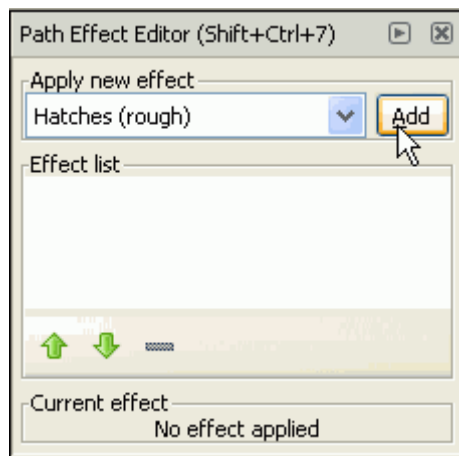 Path Effect Editor (Shift+Ctrl+7)
Apply new effect
Hatches (rough) Add
Effect list
Current effect
No effect applied